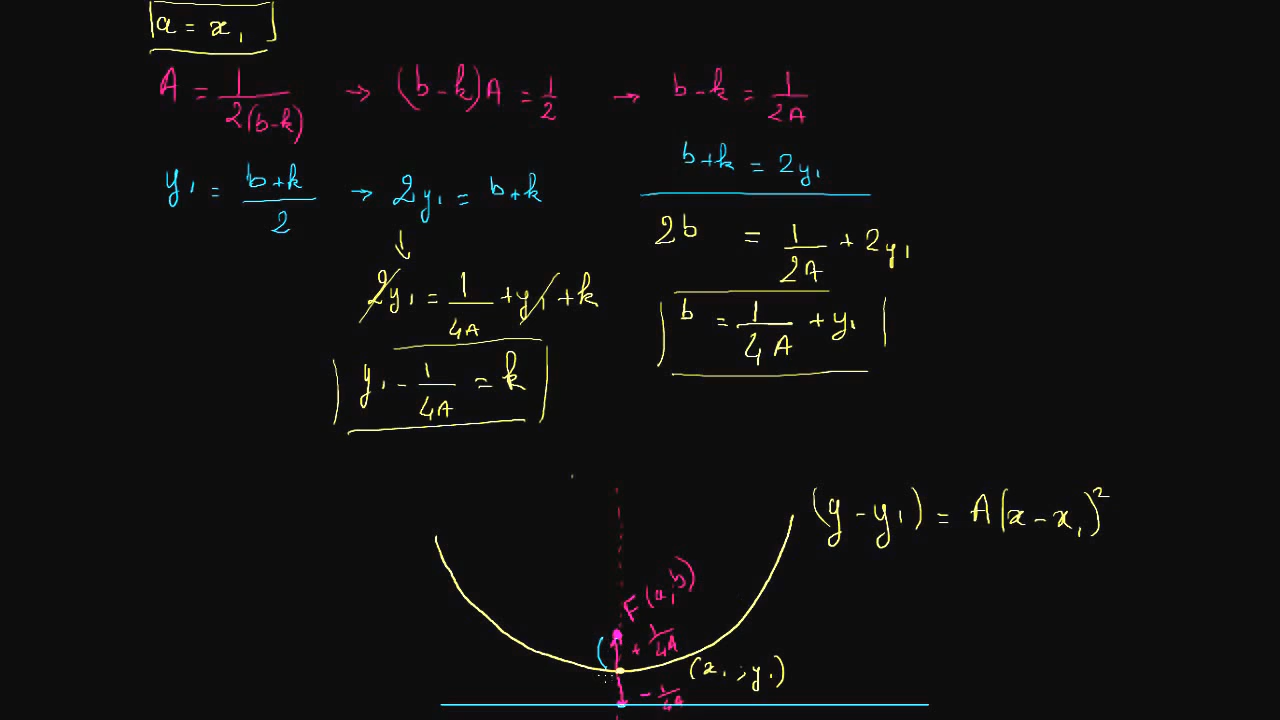 a = x₁
A = 1/2(b-k) → (b-k)A = 1/2 → b-k = 1/2A
y₁ = b+k/2 → 2y₁ = b+k
b+k = 2y₁
2b = 1/2A + 2y₁
↓
2y₁ = 1/4A + y₁ + k
b = 1/4A + y₁
y₁ - 1/4A = k
(y - y₁) = A(x - x₁)²
F(a,b)
+ 1/4A
(x₁, y₁)
- 1/4A